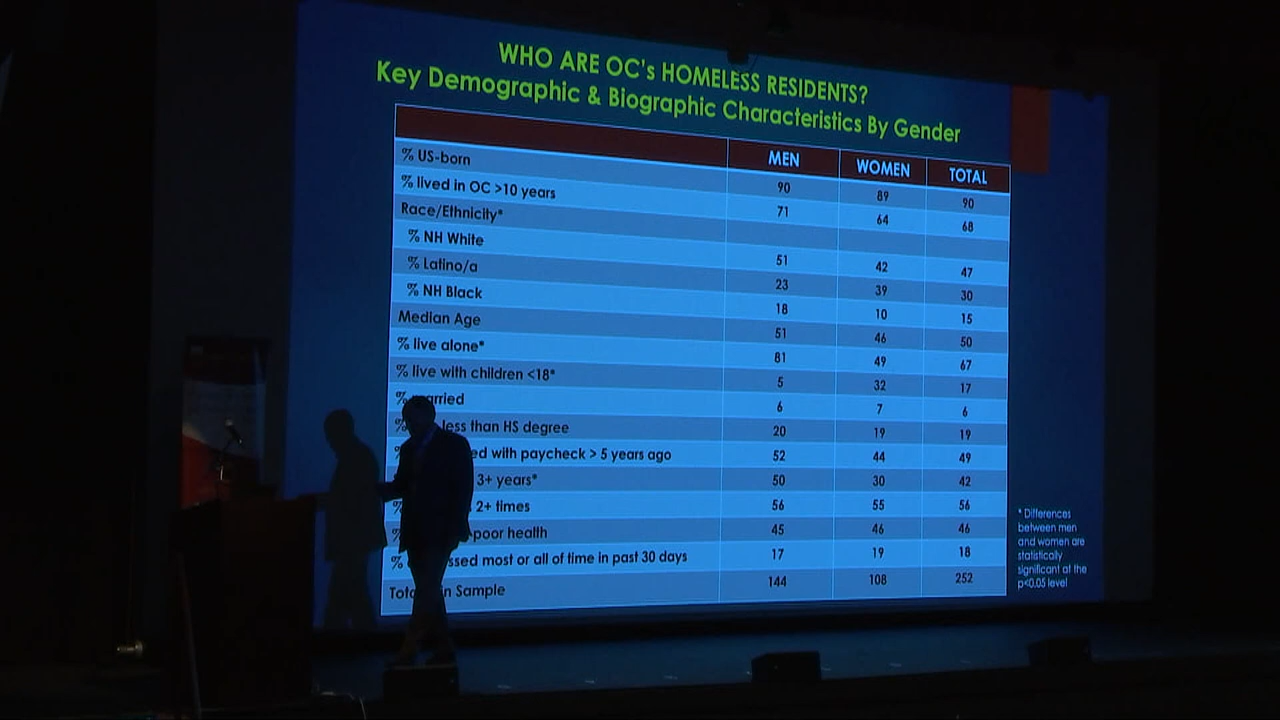 WHO ARE OC's HOMELESS RESIDENTS?
Key Demographic & Biographic Characteristics By Gender
MEN WOMEN TOTAL
% US-born 90 89 90
% lived in OC >10 years 71 64 68
Race/Ethnicity*
% NH White 51 42 47
% Latino/a 23 39 30
% NH Black 18 10 15
Median Age 51 46 50
% live alone* 81 49 67
% live with children <18* 5 32 17
% married 6 7 6
% less than HS degree 20 19 19
% with paycheck > 5 years ago 52 44 49
3+ years* 50 30 42
% 2+ times 56 55 56
% poor health 45 46 46
% most or all of time in past 30 days 17 19 18
in Sample 144 108 252
* Differences
between men
and women are
statistically
significant at the
p<0.05 level